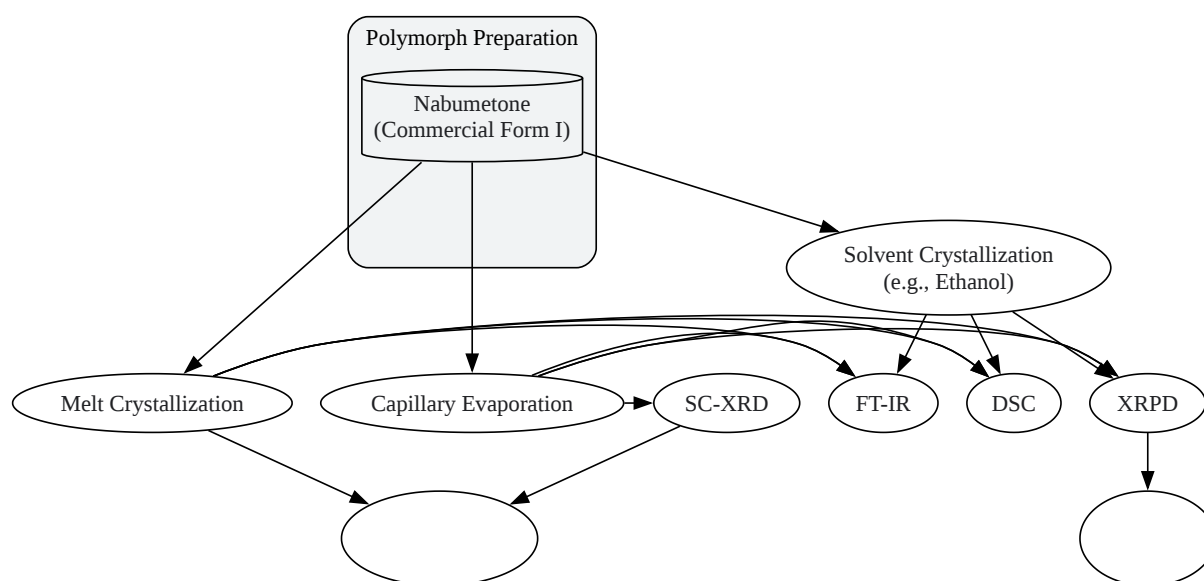 Polymorph Preparation
Nabumetone
(Commercial Form I)
Solvent Crystallization
(e.g., Ethanol)
Melt Crystallization
Capillary Evaporation
SC-XRD
FT-IR
DSC
XRPD